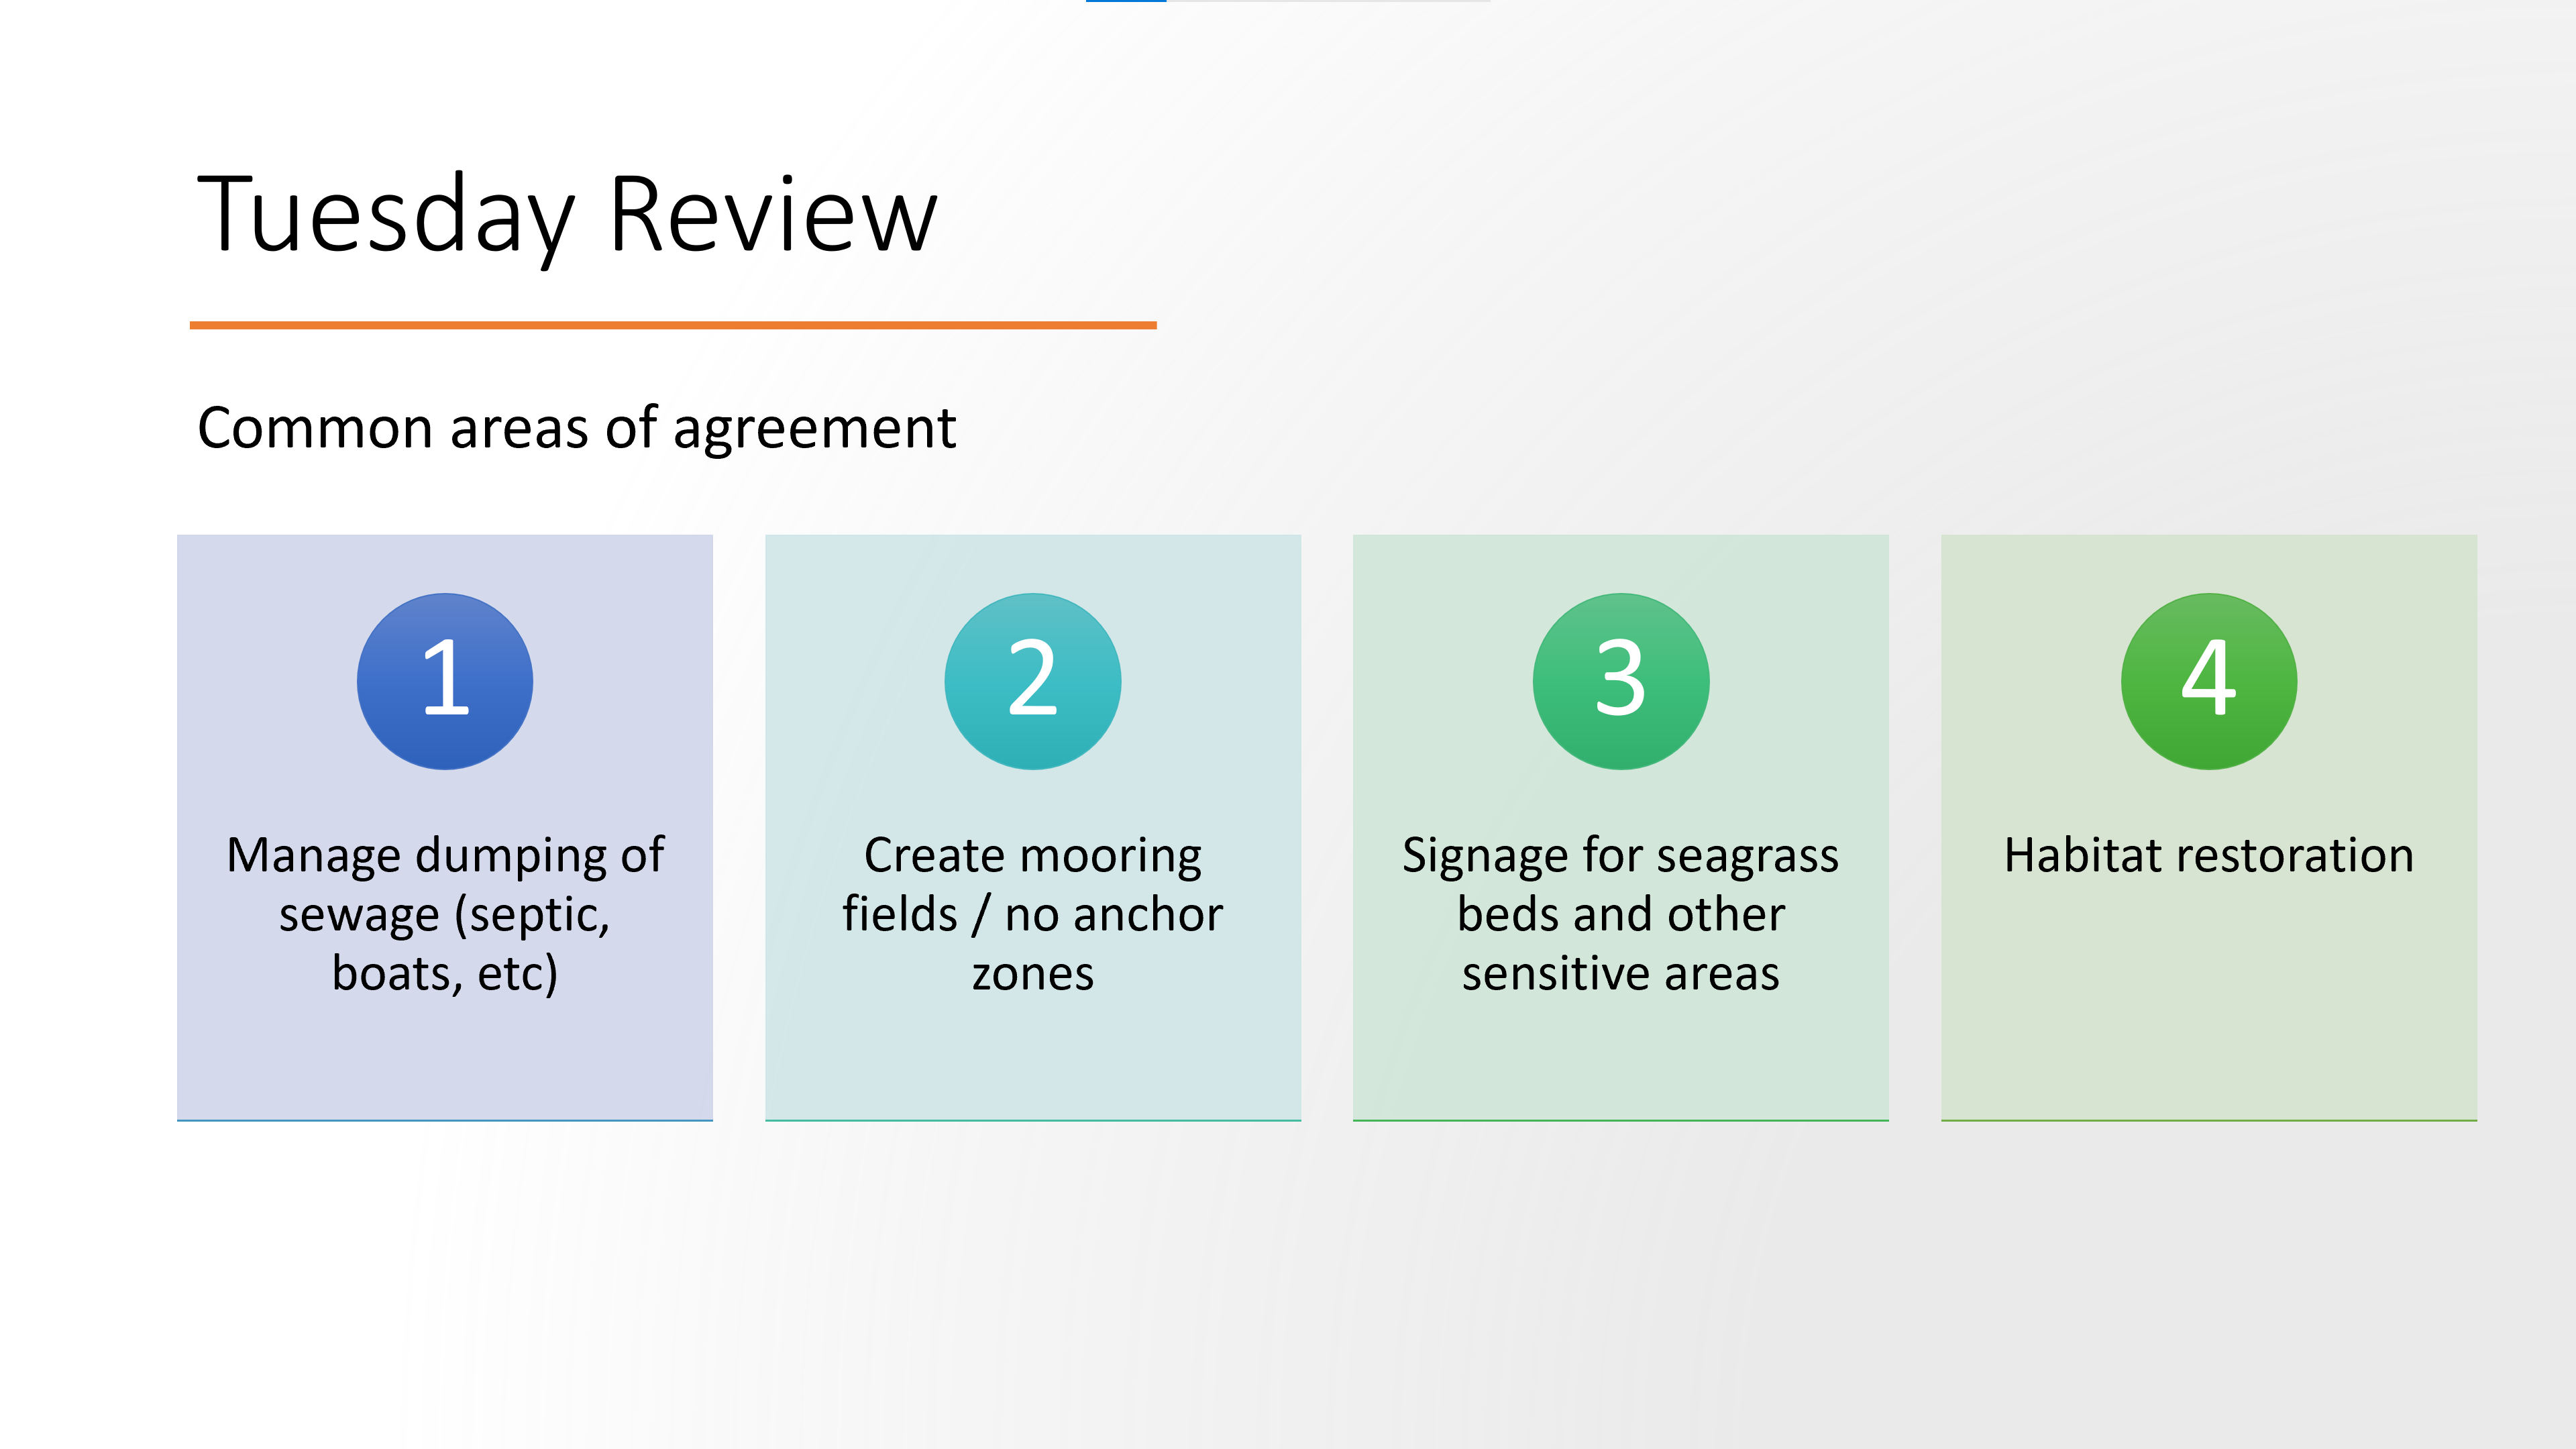 Tuesday Review
Common areas of agreement
1
Manage dumping of
sewage (septic,
boats, etc)
2
Create mooring
fields / no anchor
zones
3
Signage for seagrass
beds and other
sensitive areas
4
Habitat restoration